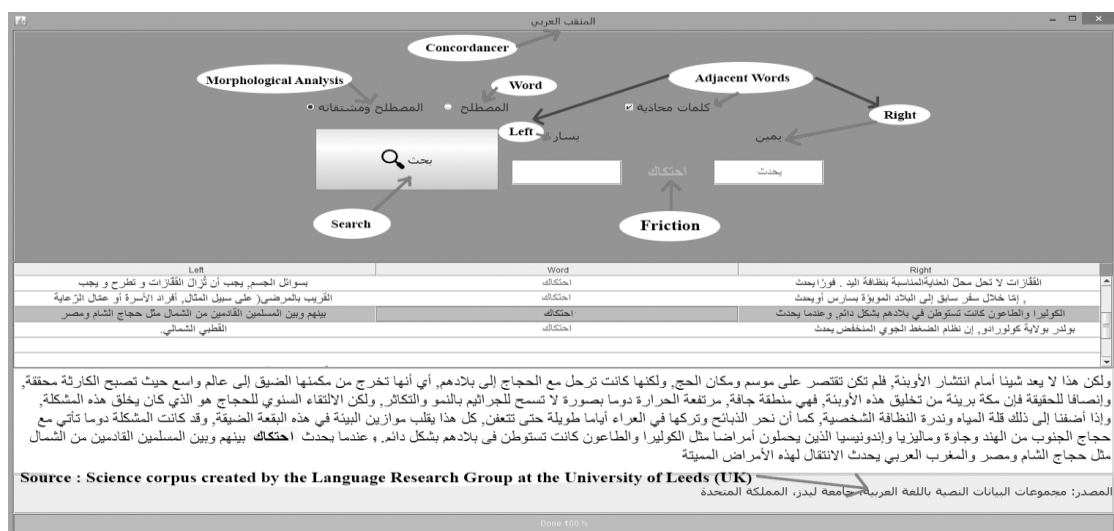 المنقب العربي
Concordancer
Morphological Analysis
Word
Adjacent Words
المصطلح ومشتقاته
المصطلح
كلمات محاذية
Right
Left
يسار
يمين
بحث
احتكاك
يحدث
Search
Friction
Left Word Right
بسوائل الجسم, يجب أن تُزالَ القفّازات و تطرح و يجب احتكاك القفّازات لا تحل محلّ العنايةالمناسبة بنظافة اليد . فورًا يحدث
القريب بالمرضى( على سبيل المثال, أفراد الأسرة أو عتال الرّعاية احتكاك , إمّا خلال سفر سابق إلى البلاد الموبوؤة بسارس أويحدث
بينهم وبين المسلمين القادمين من الشمال مثل حجاج الشام ومصر احتكاك الكوليرا والطاعون كانت تستوطن في بلادهم بشكل دائم, وعندما يحدث
القطبي الشمالي. احتكاك بولدر بولاية كولورادو, إن نظام الضغط الجوي المنخفض يحدث
ولكن هذا لا يعد شيئا أمام انتشار الأوبئة, فلم تكن تقتصر على موسم ومكان الحج, ولكنها كانت ترحل مع الحجاج إلى بلادهم, أي أنها تخرج من مكمنها الضيق إلى عالم واسع حيث تصبح الكارثة محققة,
وإنصافا للحقيقة فإن مكة بريئة من تخليق هذه الأوبئة, فهي منطقة جافة, مرتفعة الحرارة دوما بصورة لا تسمح للجراثيم بالنمو والتكاثر, ولكن الالتقاء السنوي للحجاج هو الذي كان يخلق هذه المشكلة,
وإذا أضفنا إلى ذلك قلة المياه وندرة النظافة الشخصية, كما أن نحر الذبائح وتركها في العراء أياما طويلة حتى تتعفن, كل هذا يقلب موازين البيئة في هذه البقعة الضيقة, وقد كانت المشكلة دوما تأتي مع
حجاج الجنوب من الهند وجاوة وماليزيا وإندونيسيا الذين يحملون أمراضا مثل الكوليرا والطاعون كانت تستوطن في بلادهم بشكل دائم, و عندما يحدث احتكاك بينهم وبين المسلمين القادمين من الشمال
مثل حجاج الشام ومصر والمغرب العربي يحدث الانتقال لهذه الأمراض المميتة
Source : Science corpus created by the Language Research Group at the University of Leeds (UK)
المصدر: مجموعات البيانات النصية باللغة العربية, جامعة ليدز, المملكة المتحدة
Done 100 %